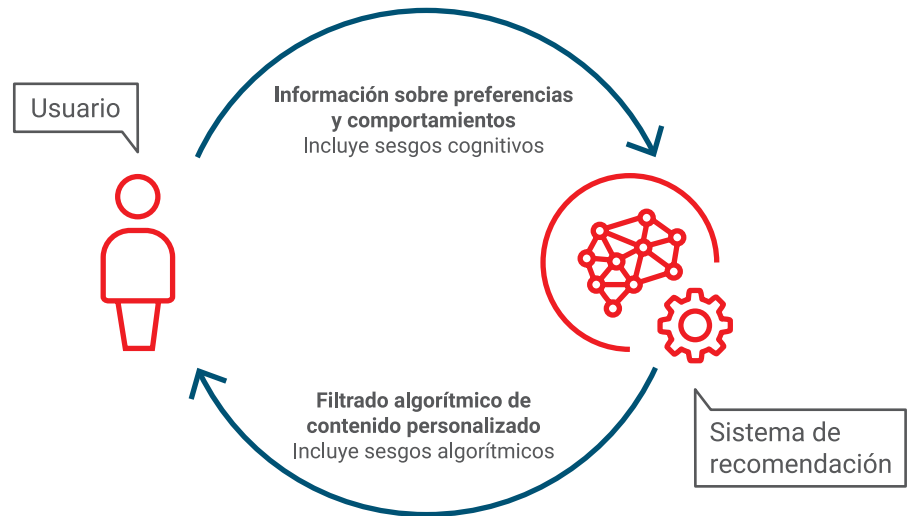 Usuario
Información sobre preferencias
y comportamientos
Incluye sesgos cognitivos
Filtrado algorítmico de
contenido personalizado
Incluye sesgos algorítmicos
Sistema de
recomendación